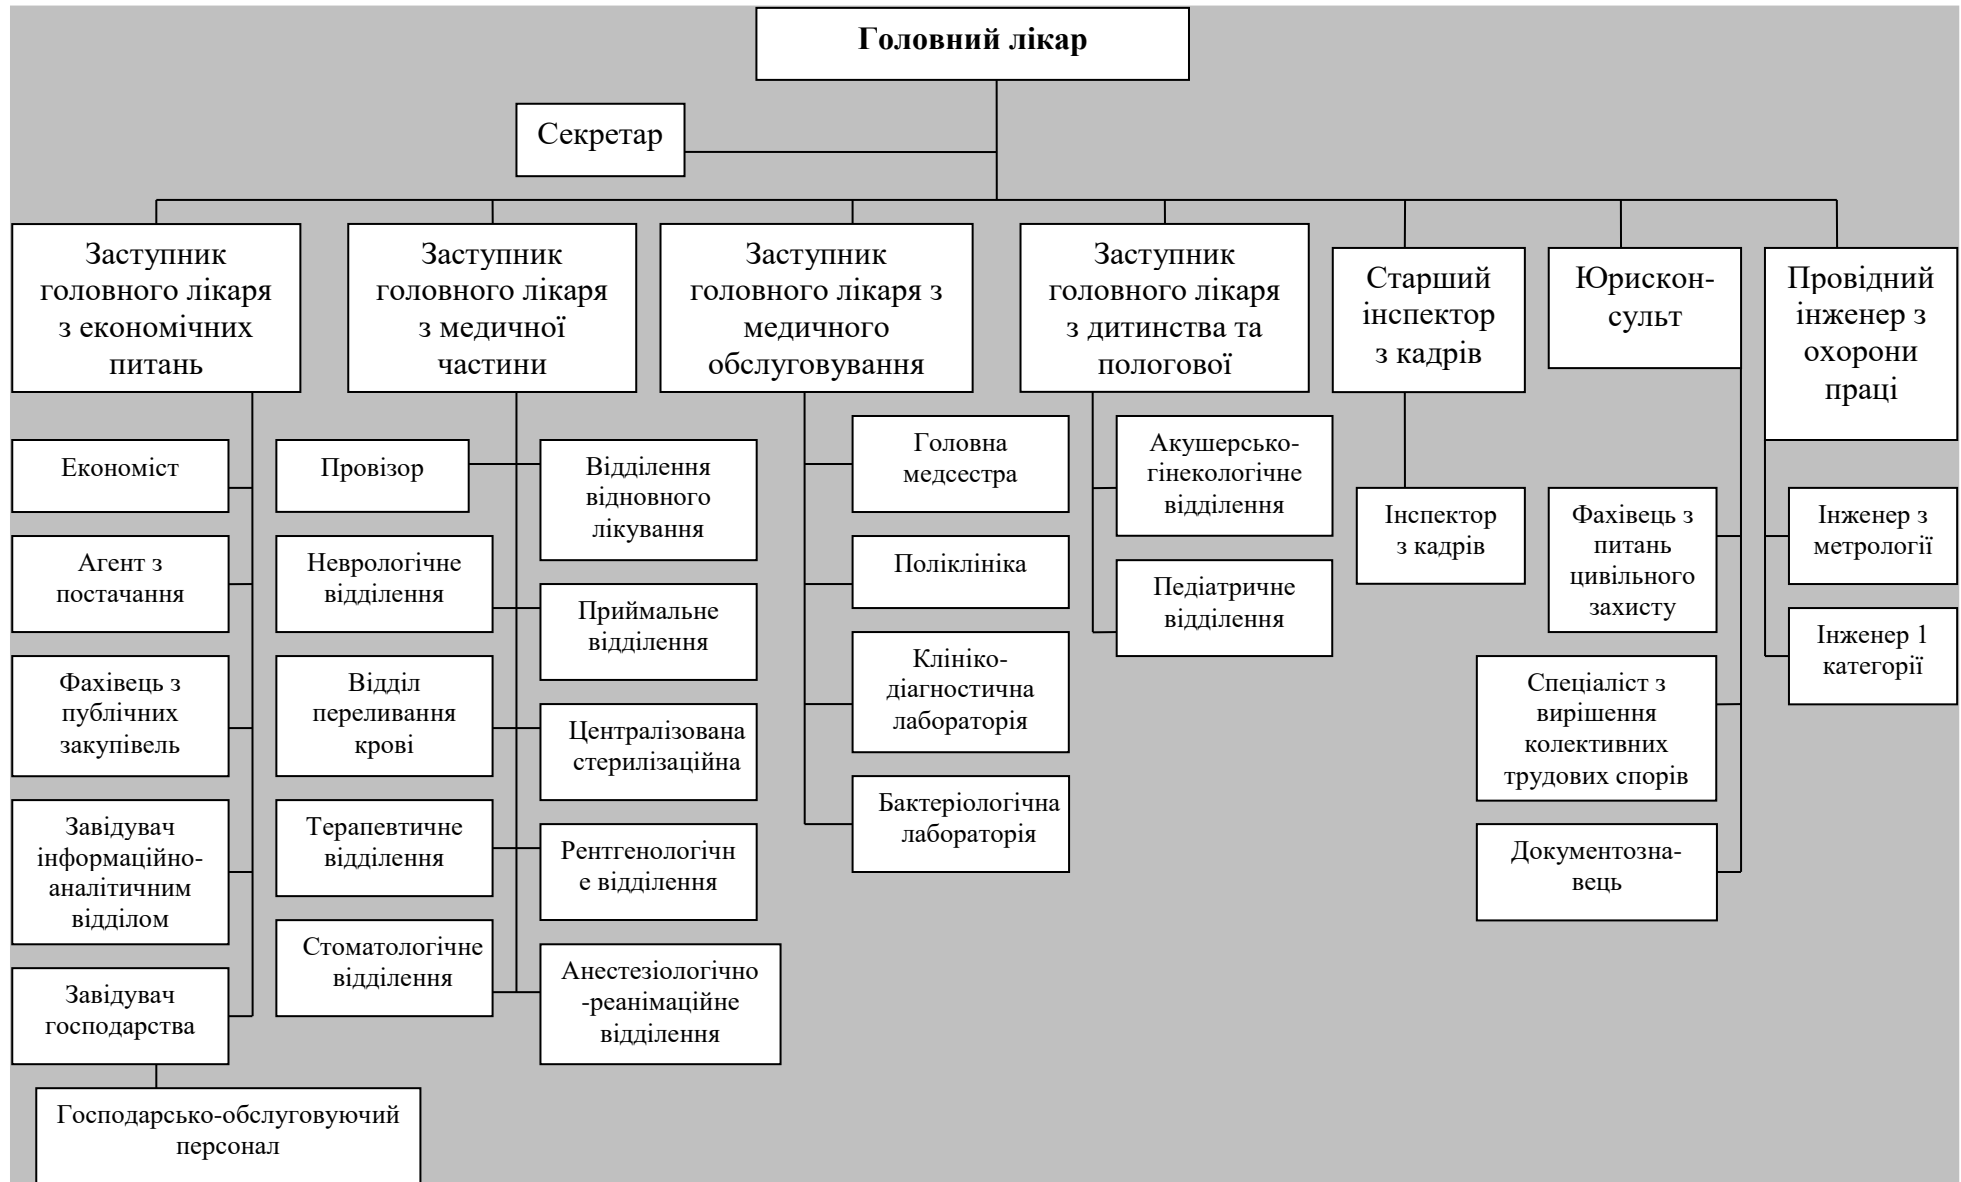 Головний лікар
Секретар
Заступник
головного лікаря
з економічних
питань
Заступник
головного лікаря
з медичної
частини
Заступник
головного лікаря з
медичного
обслуговування
Заступник
головного лікаря
з дитинства та
пологової
Старший
інспектор
з кадрів
Юрискон-
сульт
Провідний
інженер з
охорони
праці
Економіст
Агент з
постачання
Фахівець з
публічних
закупівель
Завідувач
інформаційно-
аналітичним
відділом
Завідувач
господарства
Господарсько-обслуговуючий
персонал
Провізор
Неврологічне
відділення
Відділ
переливання
крові
Терапевтичне
відділення
Стоматологічне
відділення
Відділення
відновного
лікування
Приймальне
відділення
Централізована
стерилізаційна
Рентгенологічн
е відділення
Анестезіологічно
-реанімаційне
відділення
Головна
медсестра
Поліклініка
Клініко-
діагностична
лабораторія
Бактеріологічна
лабораторія
Акушерсько-
гінекологічне
відділення
Педіатричне
відділення
Інспектор
з кадрів
Фахівець з
питань
цивільного
захисту
Спеціаліст з
вирішення
колективних
трудових спорів
Документозна-
вець
Інженер з
метрології
Інженер 1
категорії